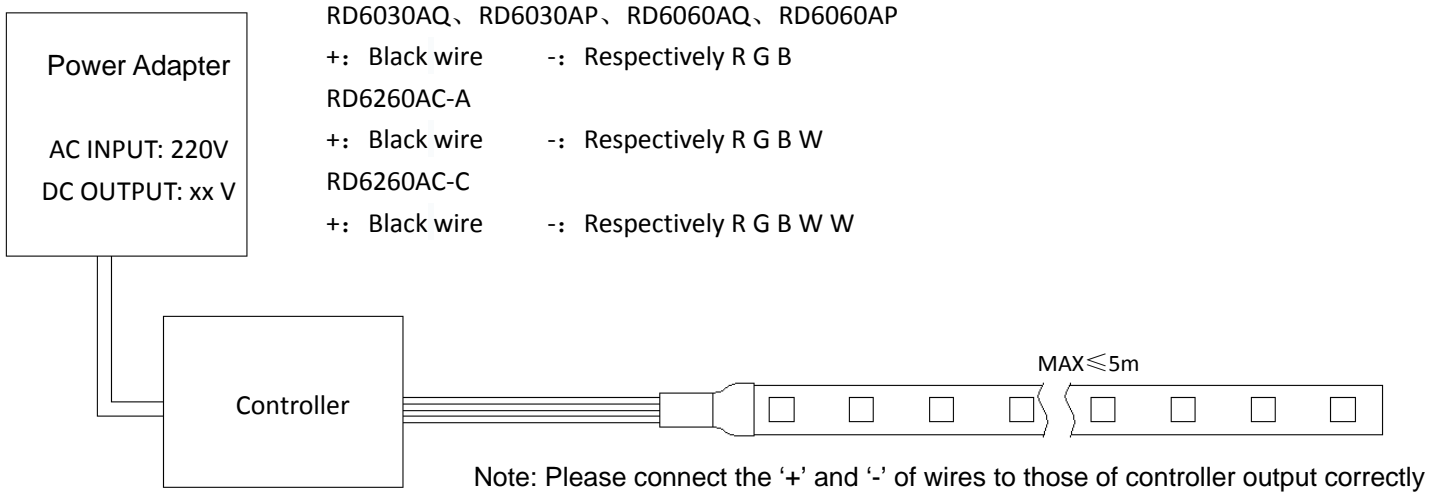 RD6030AQ、RD6030AP、RD6060AQ、RD6060AP
+： Black wire -： Respectively R G B
RD6260AC-A
+： Black wire -： Respectively R G B W
RD6260AC-C
+： Black wire -： Respectively R G B W W
Power Adapter
AC INPUT: 220V
DC OUTPUT: xx V
Controller
MAX≤5m
Note: Please connect the ‘+’ and ‘-’ of wires to those of controller output correctly